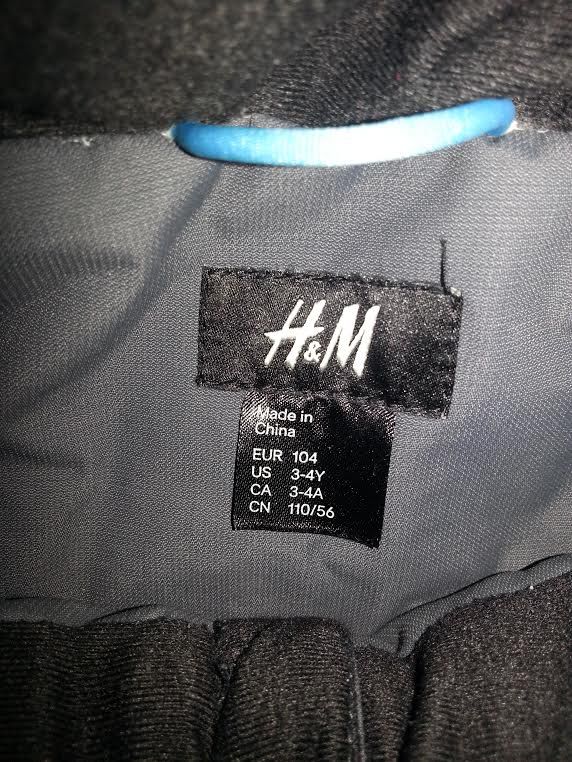 H&M
Made in
China
EUR 104
US 3-4Y
CA 3-4A
CN 110/56